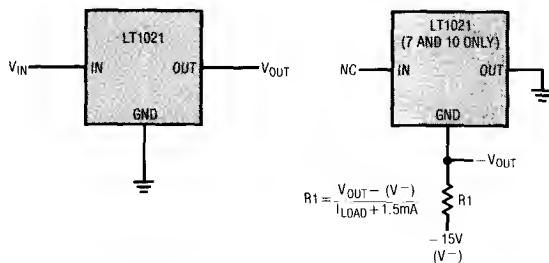 LT1021
V_IN
IN
OUT
V_OUT
GND
LT1021
(7 AND 10 ONLY)
NC
IN
OUT
GND
-V_OUT
R1 = V_OUT - (V⁻)
I_LOAD + 1.5mA
R1
-15V
(V⁻)